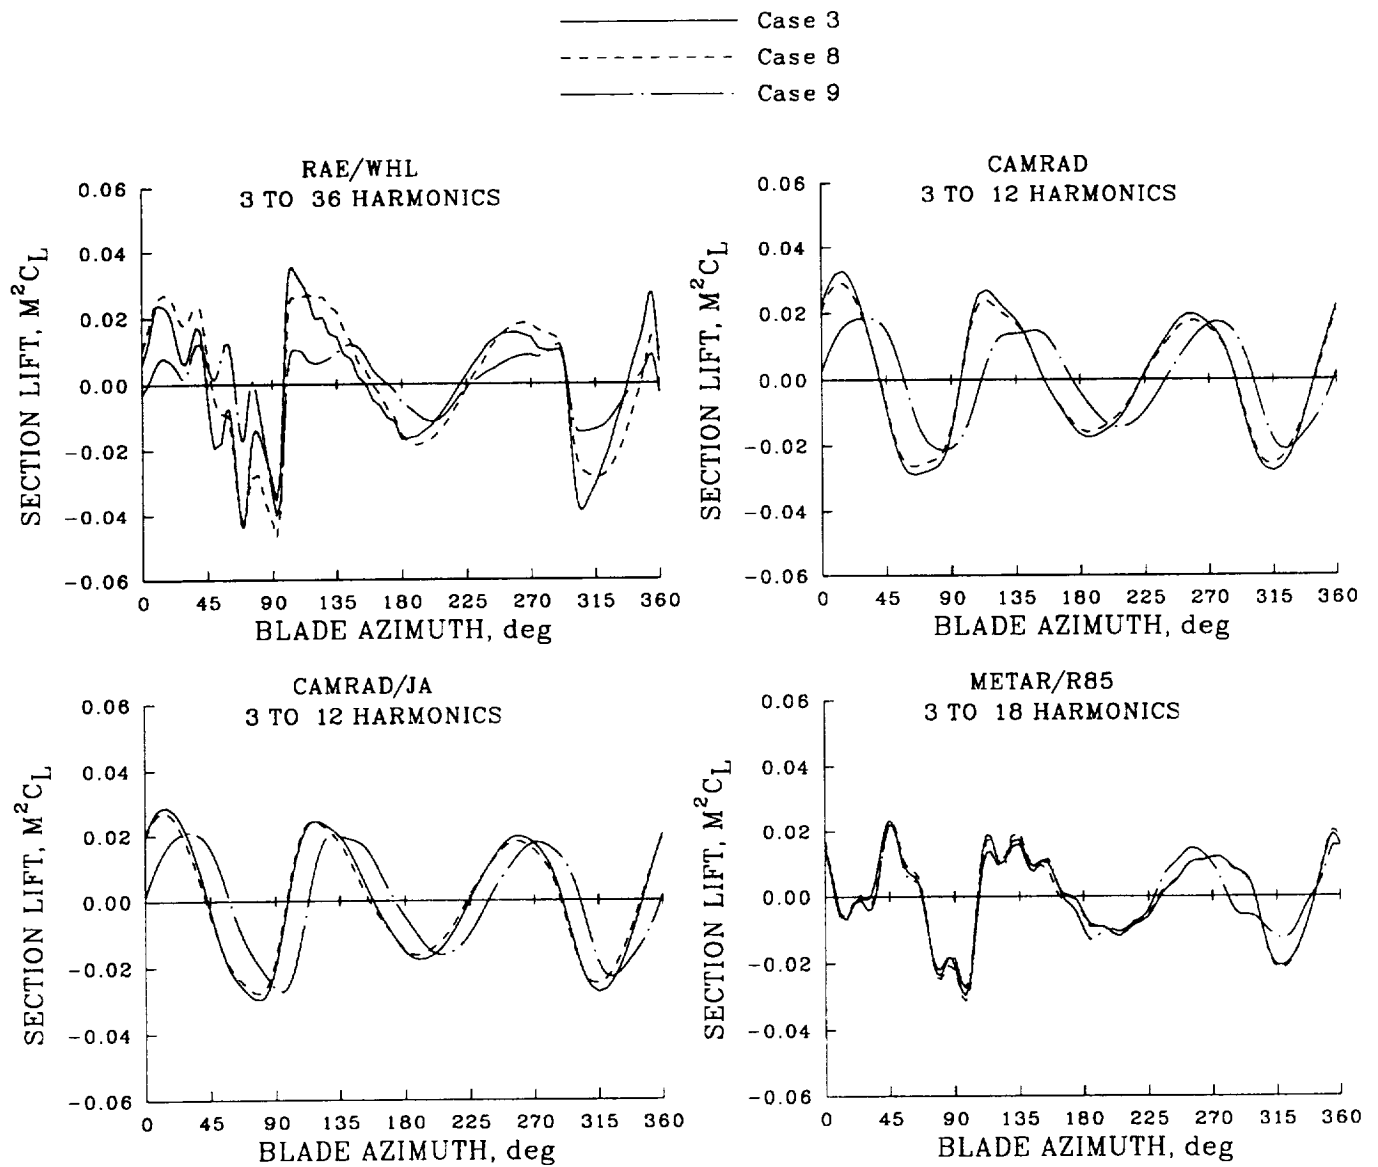 Case 3
Case 8
Case 9
RAE/WHL
3 TO 36 HARMONICS
0.06
0.04
0.02
0.00
-0.02
-0.04
-0.06
SECTION LIFT, M²C_L
0 45 90 135 180 225 270 315 360
BLADE AZIMUTH, deg
CAMRAD
3 TO 12 HARMONICS
0.06
0.04
0.02
0.00
-0.02
-0.04
-0.06
SECTION LIFT, M²C_L
0 45 90 135 180 225 270 315 360
BLADE AZIMUTH, deg
CAMRAD/JA
3 TO 12 HARMONICS
0.06
0.04
0.02
0.00
-0.02
-0.04
-0.06
SECTION LIFT, M²C_L
0 45 90 135 180 225 270 315 360
BLADE AZIMUTH, deg
METAR/R85
3 TO 18 HARMONICS
0.06
0.04
0.02
0.00
-0.02
-0.04
-0.06
SECTION LIFT, M²C_L
0 45 90 135 180 225 270 315 360
BLADE AZIMUTH, deg